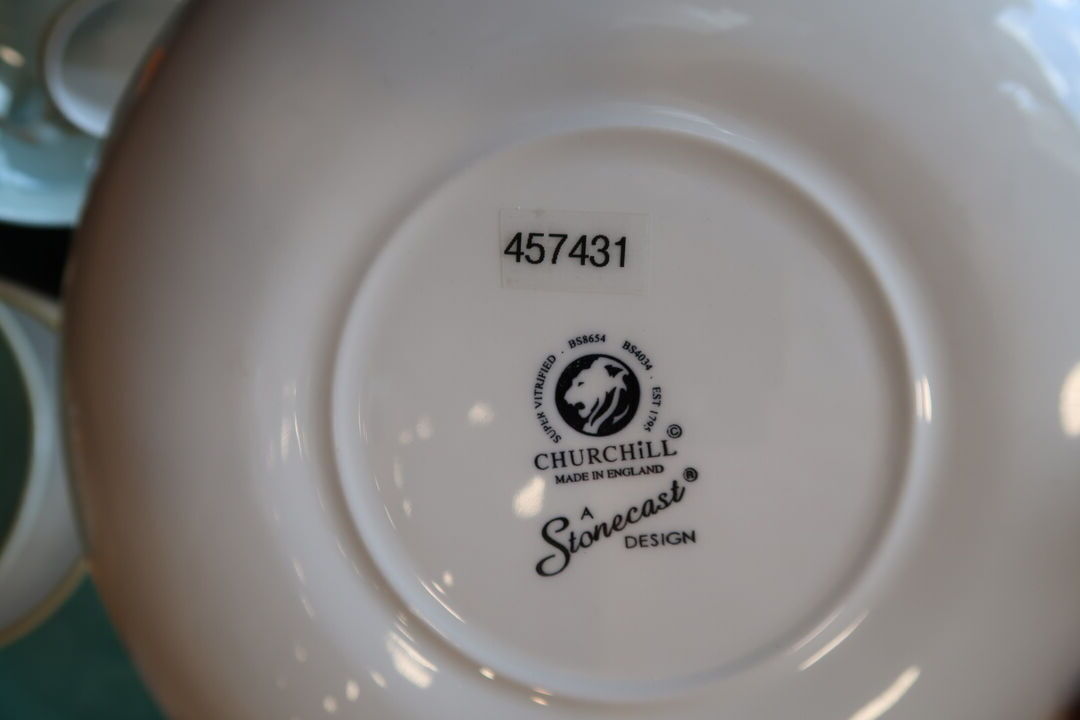 457431
SUPER VITRIFIED · BS8654 · BS4034 · EST 1795
CHURCHiLL ©
MADE IN ENGLAND
A
Stonecast ®
DESIGN